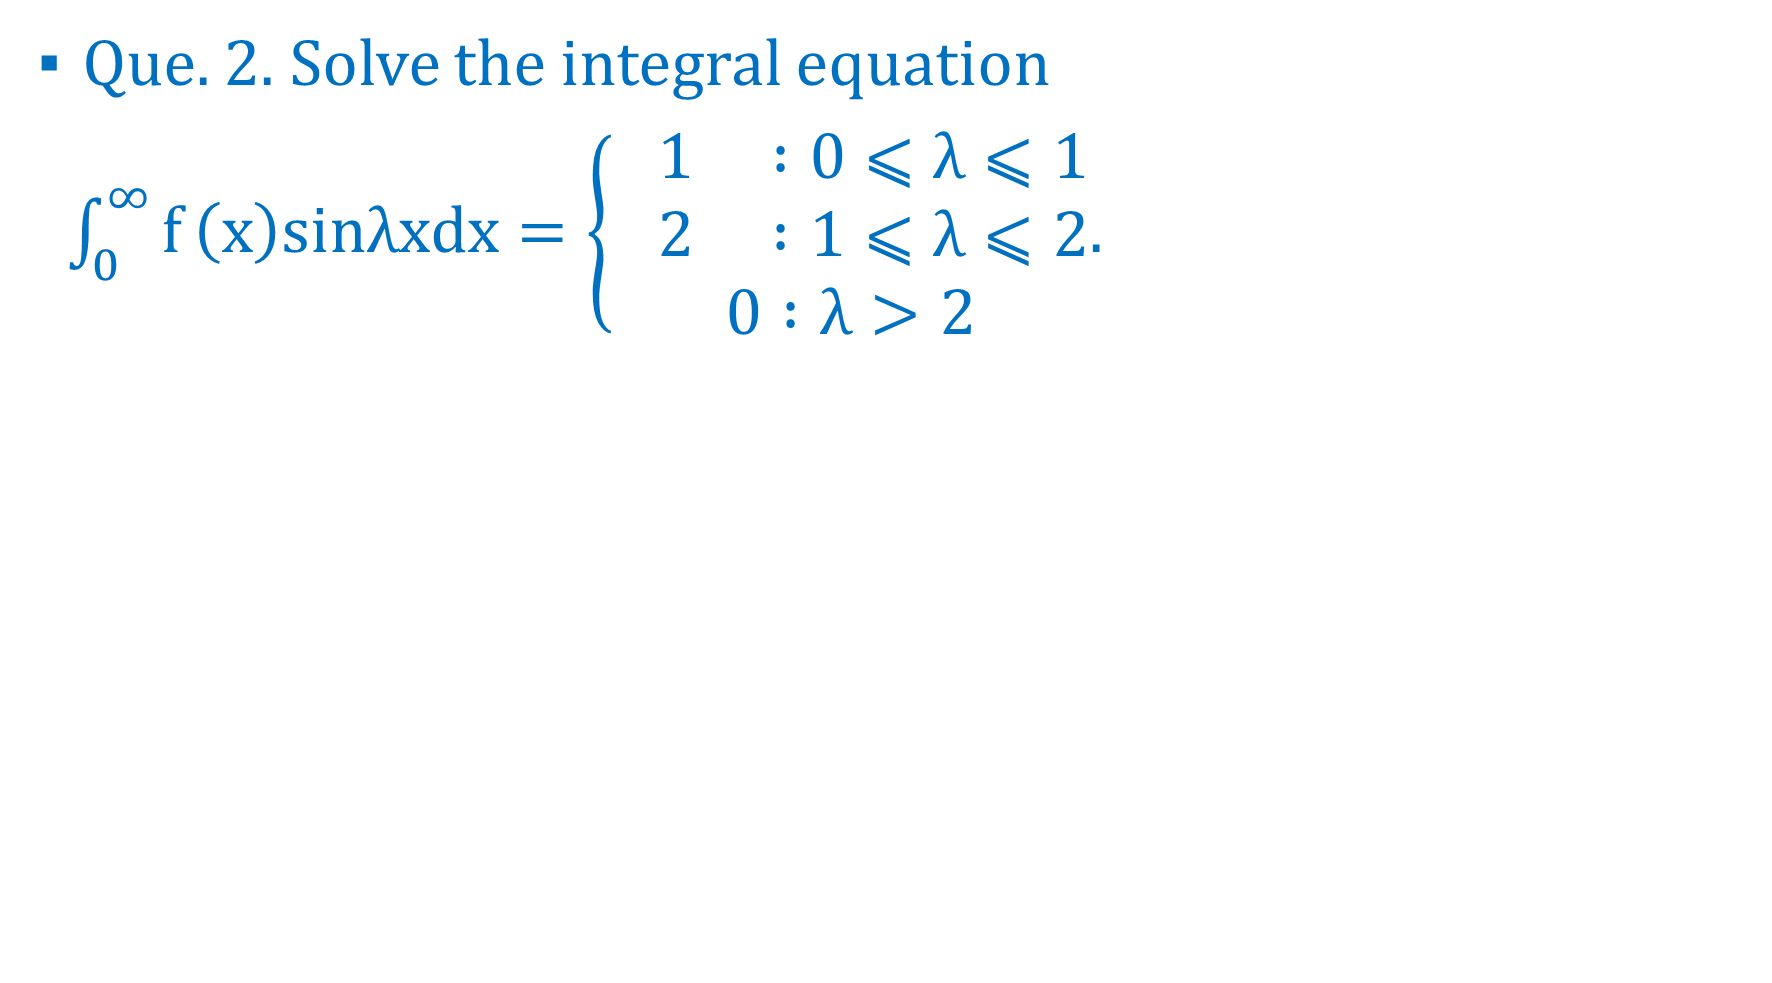 ▪ Que. 2. Solve the integral equation
∫₀^∞ f (x)sinλxdx = { 1 : 0 ⩽ λ ⩽ 1
2 : 1 ⩽ λ ⩽ 2.
0 : λ > 2